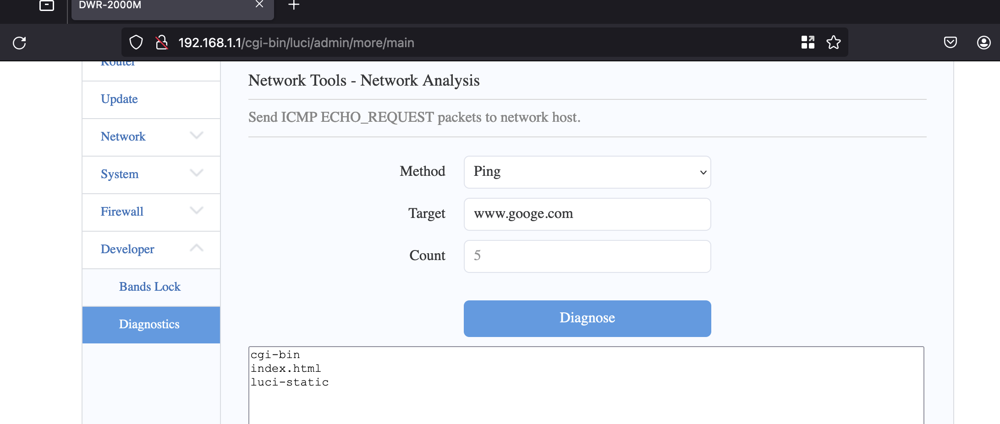 DWR-2000M
192.168.1.1/cgi-bin/luci/admin/more/main
Router
Update
Network
System
Firewall
Developer
Bands Lock
Diagnostics
Network Tools - Network Analysis
Send ICMP ECHO_REQUEST packets to network host.
Method Ping
Target www.googe.com
Count 5
Diagnose
cgi-bin
index.html
luci-static